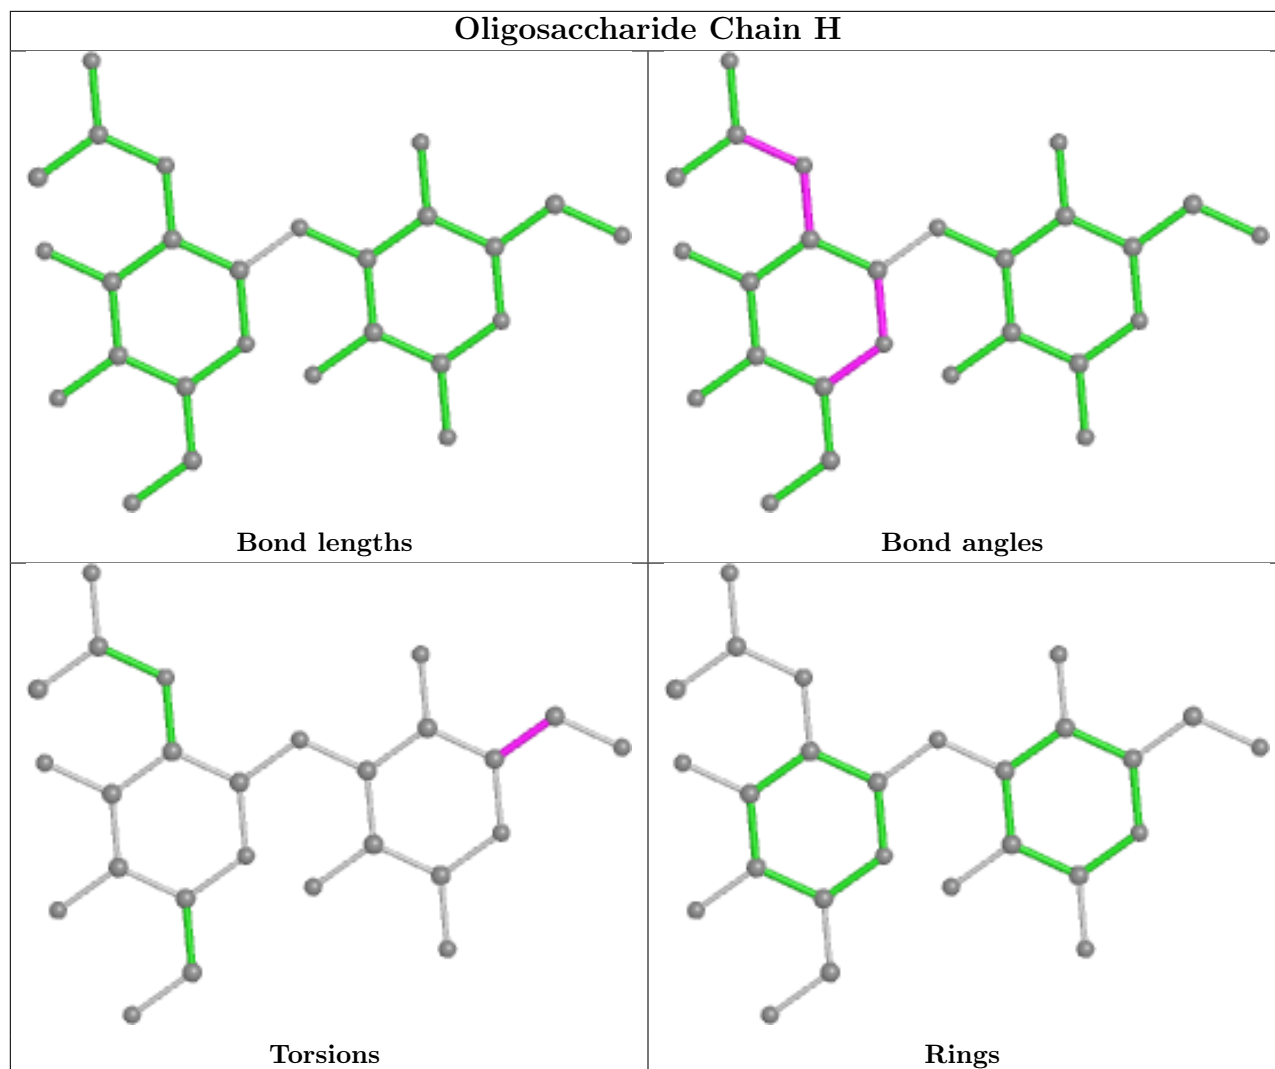 Oligosaccharide Chain H
Bond lengths
Bond angles
Torsions
Rings